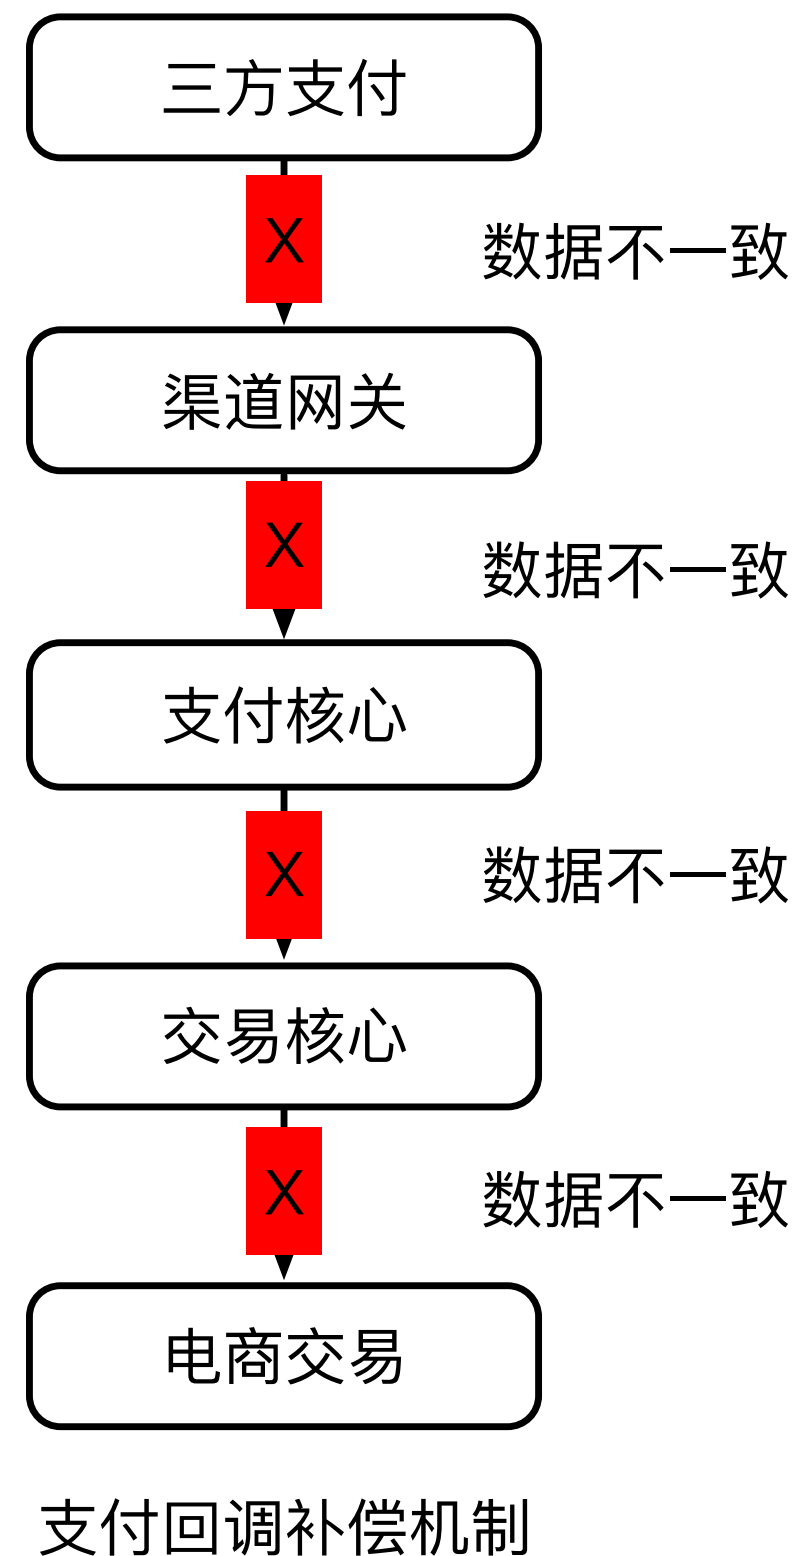 三方支付
X
数据不一致
渠道网关
X
数据不一致
支付核心
X
数据不一致
交易核心
X
数据不一致
电商交易
支付回调补偿机制